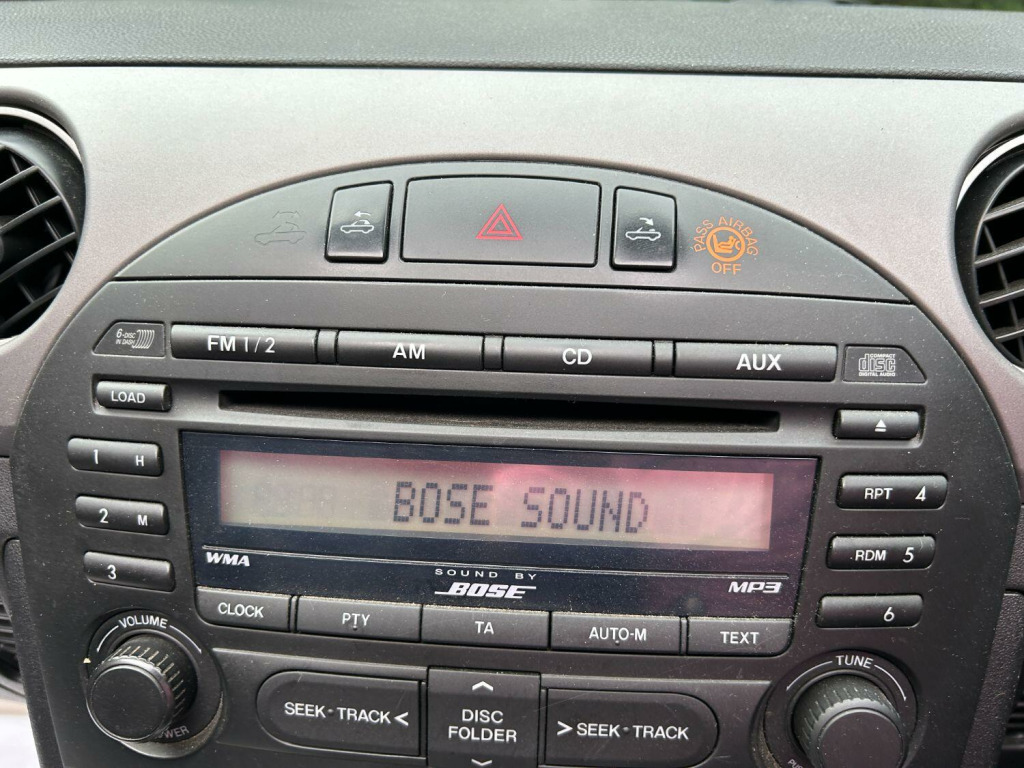 PASS AIRBAG
OFF
6-DISC
IN DASH
FM 1/2
AM
CD
AUX
COMPACT
disc
DIGITAL AUDIO
LOAD
1 H
2 M
3
BOSE SOUND
RPT 4
RDM 5
6
WMA
SOUND BY
BOSE
MP3
CLOCK
PTY
TA
AUTO-M
TEXT
VOLUME
SEEK·TRACK <
DISC
FOLDER
> SEEK·TRACK
TUNE